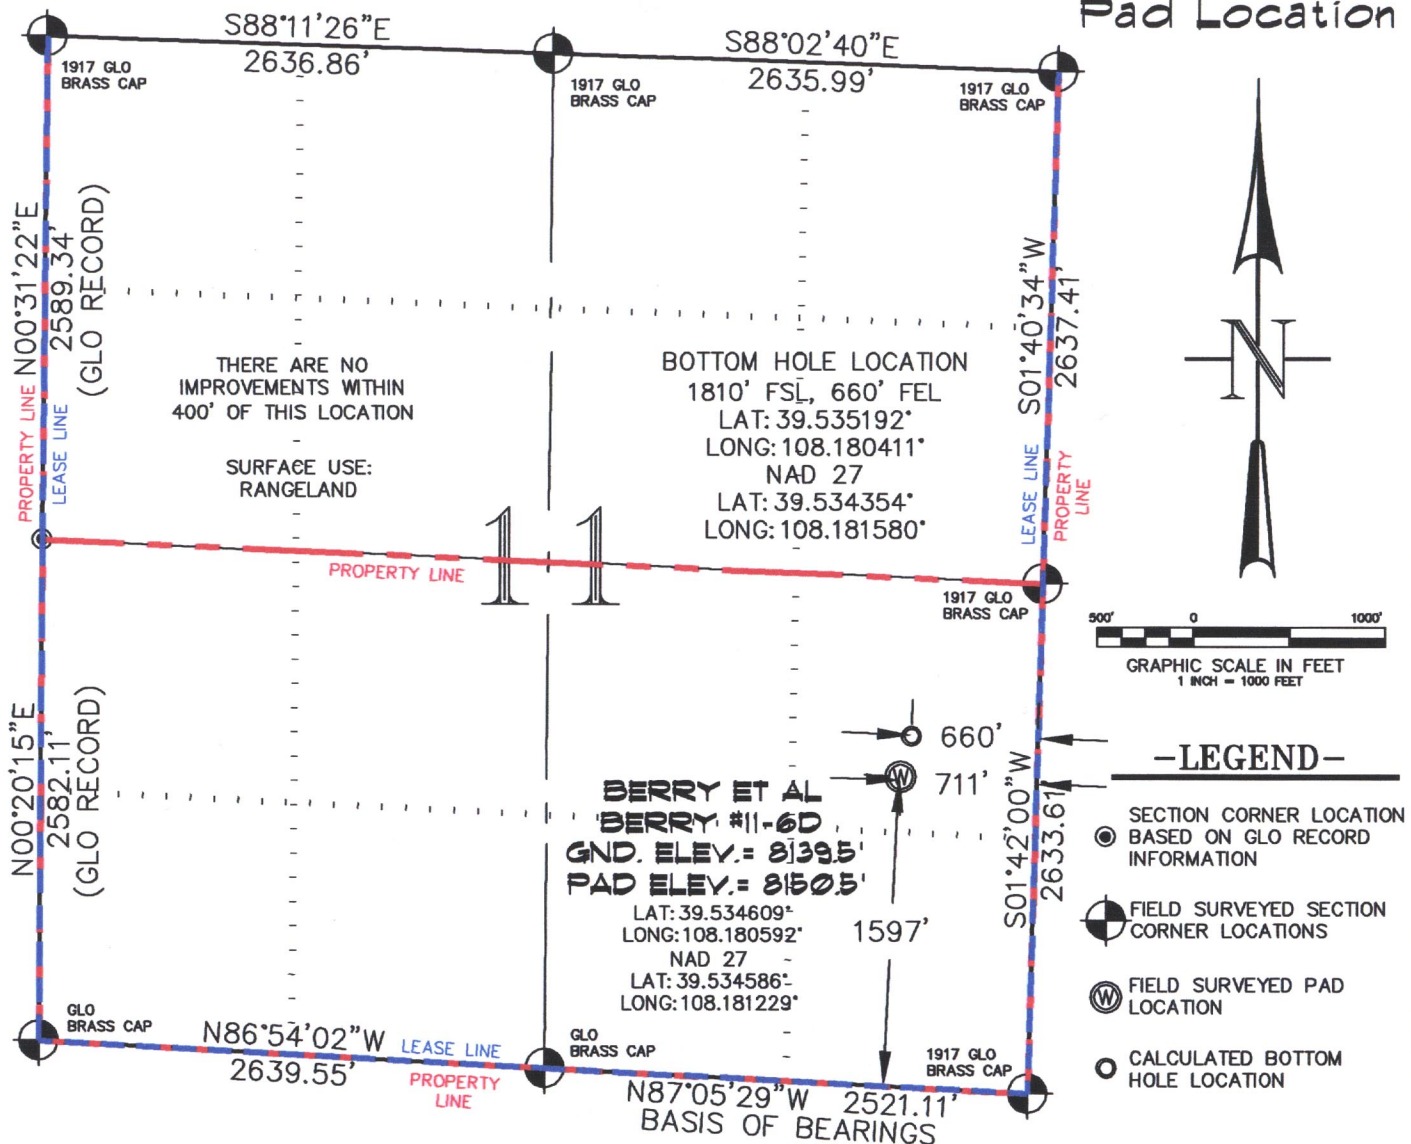 Pad Location
S88°11'26"E
2636.86'
S88°02'40"E
2635.99'
1917 GLO
BRASS CAP
1917 GLO
BRASS CAP
1917 GLO
BRASS CAP
N00°31'22"E
2589.34'
(GLO RECORD)
PROPERTY LINE
LEASE LINE
THERE ARE NO
IMPROVEMENTS WITHIN
400' OF THIS LOCATION
SURFACE USE:
RANGELAND
BOTTOM HOLE LOCATION
1810' FSL, 660' FEL
LAT: 39.535192°
LONG: 108.180411°
NAD 27
LAT: 39.534354°
LONG: 108.181580°
S01°40'34"W
2637.41'
LEASE LINE
PROPERTY
LINE
N
11
PROPERTY LINE
1917 GLO
BRASS CAP
500' 0 1000'
GRAPHIC SCALE IN FEET
1 INCH = 1000 FEET
N00°20'15"E
2582.11'
(GLO RECORD)
660'
W 711'
BERRY ET AL
BERRY #11-6D
GND. ELEV.= 8139.5'
PAD ELEV.= 8150.5'
LAT: 39.534609°
LONG: 108.180592°
NAD 27
LAT: 39.534586°
LONG: 108.181229°
1597'
S01°42'00"W
2633.61'
-LEGEND-
SECTION CORNER LOCATION
BASED ON GLO RECORD
INFORMATION
FIELD SURVEYED SECTION
CORNER LOCATIONS
W FIELD SURVEYED PAD
LOCATION
CALCULATED BOTTOM
HOLE LOCATION
GLO
BRASS CAP
N86°54'02"W
2639.55'
LEASE LINE
PROPERTY
LINE
GLO
BRASS CAP
1917 GLO
BRASS CAP
N87°05'29"W 2521.11'
BASIS OF BEARINGS